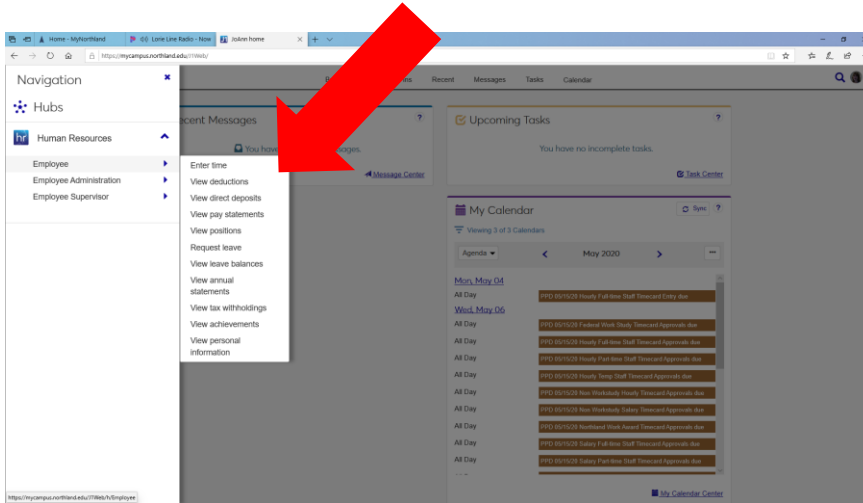 Home - MyNorthland
Lorie Line Radio - Now
JoAnn home
https://mycampus.northland.edu/J1Web/
Navigation
Recent
Messages
Tasks
Calendar
Hubs
hr Human Resources
Employee
Employee Administration
Employee Supervisor
Enter time
View deductions
View direct deposits
View pay statements
View positions
Request leave
View leave balances
View annual
statements
View tax withholdings
View achievements
View personal
information
ecent Messages ?
You have
Message Center
Upcoming Tasks ?
You have no incomplete tasks.
Task Center
My Calendar Sync ?
Viewing 3 of 3 Calendars
Agenda May 2020
Mon, May 04
All Day PPD 05/15/20 Hourly Full-time Staff Timecard Entry due
Wed, May 06
All Day PPD 05/15/20 Federal Work Study Timecard Approvals due
All Day PPD 05/15/20 Hourly Full-time Staff Timecard Approvals due
All Day PPD 05/15/20 Hourly Part-time Staff Timecard Approvals due
All Day PPD 05/15/20 Hourly Temp Staff Timecard Approvals due
All Day PPD 05/15/20 Non Workstudy Hourly Timecard Approvals due
All Day PPD 05/15/20 Non Workstudy Salary Timecard Approvals due
All Day PPD 05/15/20 Northland Work Award Timecard Approvals due
All Day PPD 05/15/20 Salary Full-time Staff Timecard Approvals due
All Day PPD 05/15/20 Salary Part-time Staff Timecard Approvals due
My Calendar Center
https://mycampus.northland.edu/J1Web/h/Employee